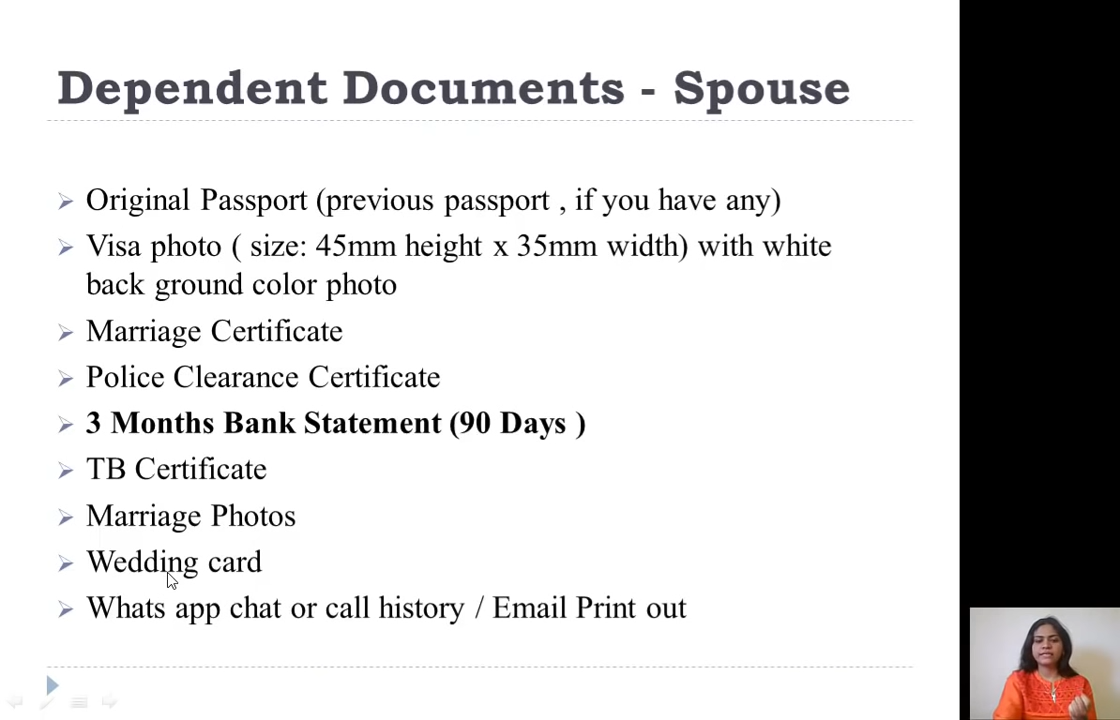 Dependent Documents - Spouse
Original Passport (previous passport , if you have any)
Visa photo ( size: 45mm height x 35mm width) with white
back ground color photo
Marriage Certificate
Police Clearance Certificate
3 Months Bank Statement (90 Days )
TB Certificate
Marriage Photos
Wedding card
Whats app chat or call history / Email Print out